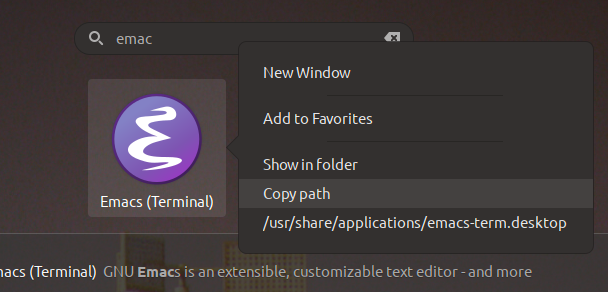 emac
New Window
Add to Favorites
Show in folder
Copy path
/usr/share/applications/emacs-term.desktop
Emacs (Terminal)
macs (Terminal) GNU Emacs is an extensible, customizable text editor - and more